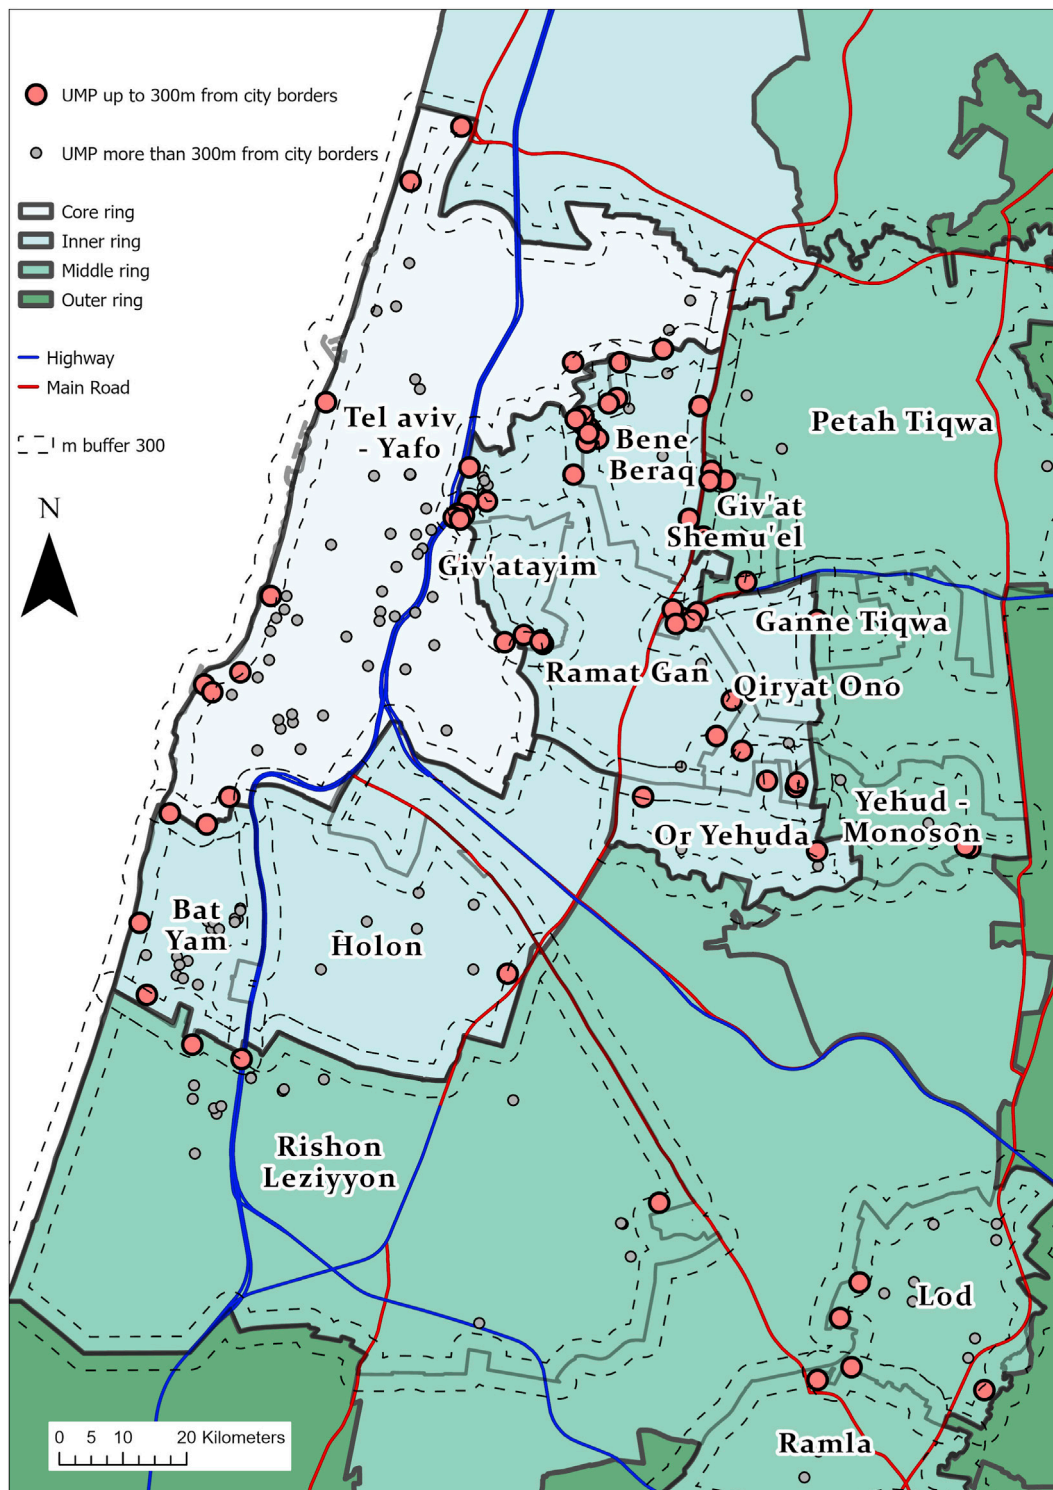 UMP up to 300m from city borders
UMP more than 300m from city borders
Core ring
Inner ring
Middle ring
Outer ring
Highway
Main Road
m buffer 300
N
Tel aviv
- Yafo
Bene
Beraq
Petah Tiqwa
Giv'at
Shemu'el
Giv'atayim
Ganne Tiqwa
Ramat Gan
Qiryat Ono
Yehud -
Monoson
Or Yehuda
Bat
Yam
Holon
Rishon
Leziyyon
Lod
Ramla
0 5 10 20 Kilometers